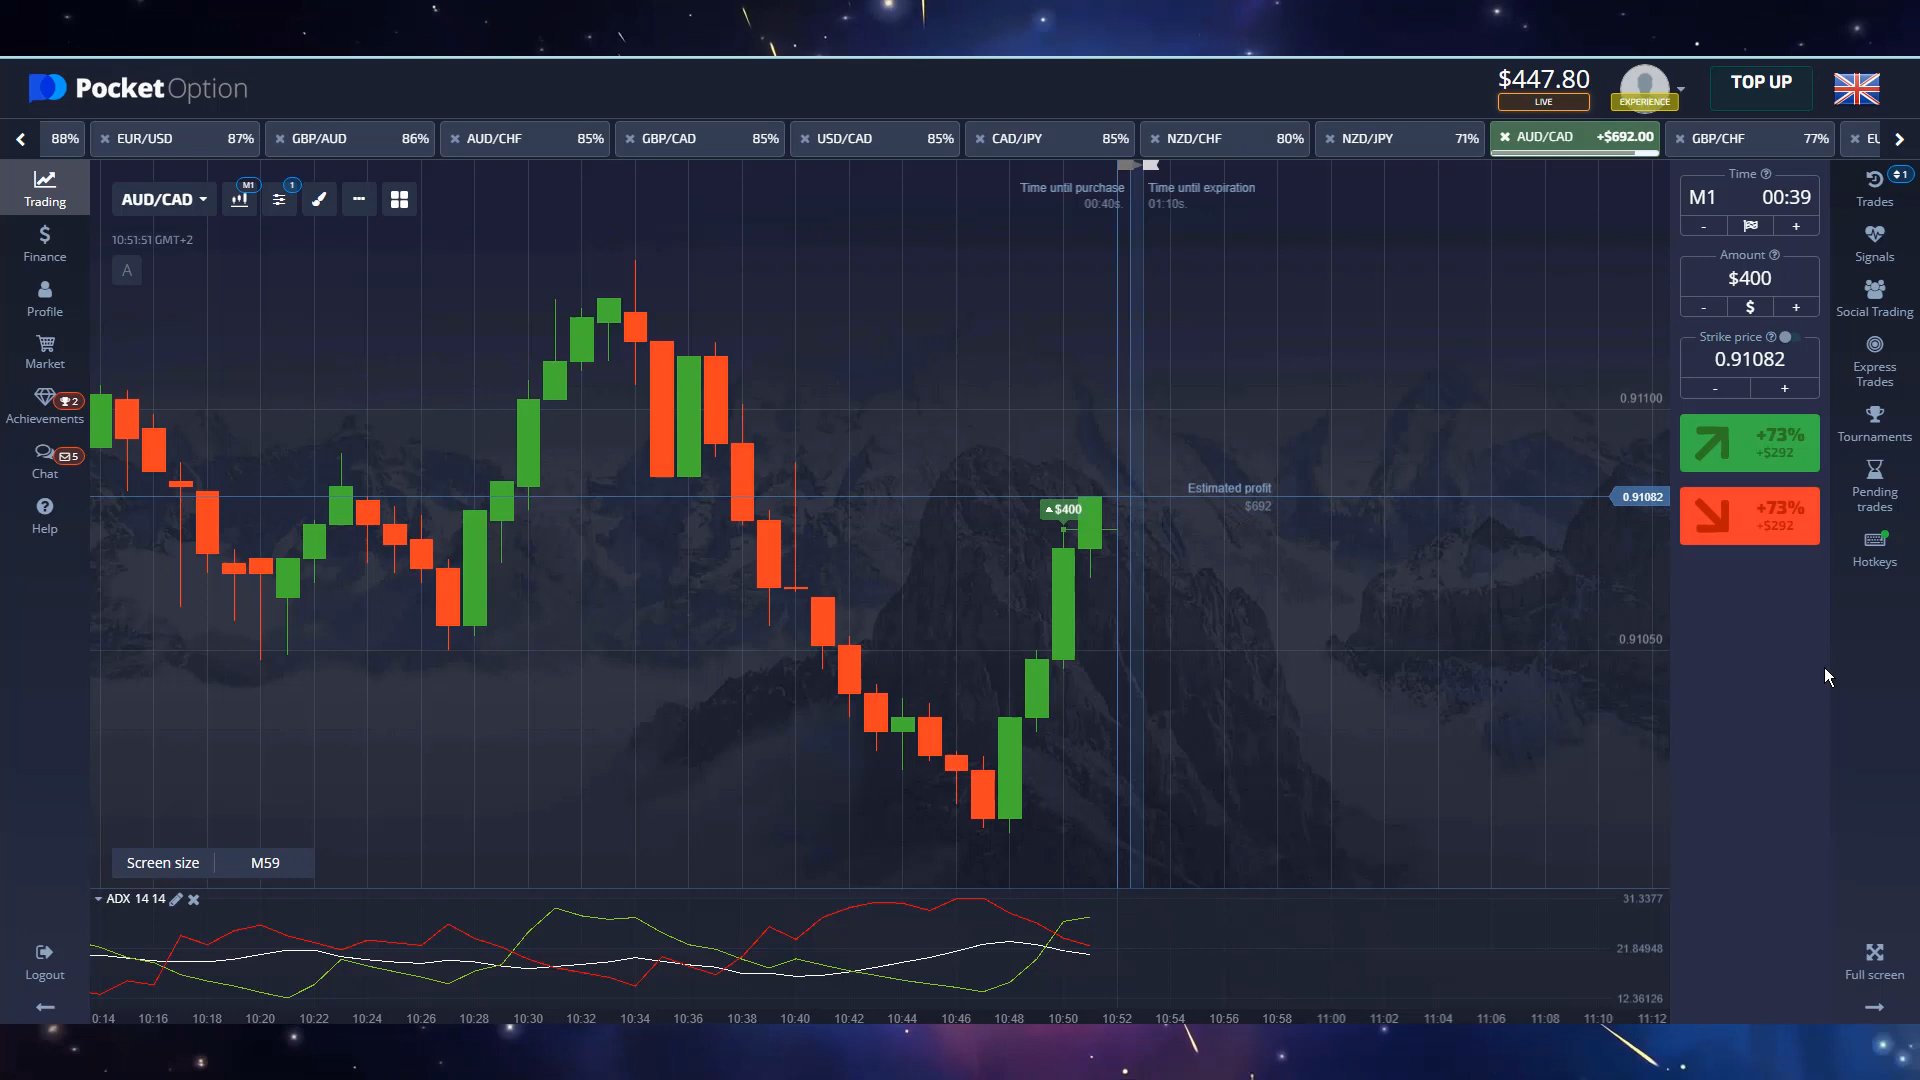 PocketOption
$447.80
LIVE
EXPERIENCE
TOP UP
88%
EUR/USD 87%
GBP/AUD 86%
AUD/CHF 85%
GBP/CAD 85%
USD/CAD 85%
CAD/JPY 85%
NZD/CHF 80%
NZD/JPY 71%
AUD/CAD +$692.00
GBP/CHF 77%
EU
Trading
Finance
Profile
Market
Achievements
2
Chat
5
Help
Logout
AUD/CAD
M1
1
10:51:51 GMT+2
A
Time until purchase
00:40s.
Time until expiration
01:10s.
Estimated profit
$692
$400
0.91100
0.91082
0.91050
Screen size M59
ADX 14 14
31.3377
21.84948
12.36126
0:14 10:16 10:18 10:20 10:22 10:24 10:26 10:28 10:30 10:32 10:34 10:36 10:38 10:40 10:42 10:44 10:46 10:48 10:50 10:52 10:54 10:56 10:58 11:00 11:02 11:04 11:06 11:08 11:10 11:12
Time
M1 00:39
- +
Amount
$400
- $ +
Strike price
0.91082
- +
+73%
+$292
+73%
+$292
1
Trades
Signals
Social Trading
Express
Trades
Tournaments
Pending
trades
Hotkeys
Full screen